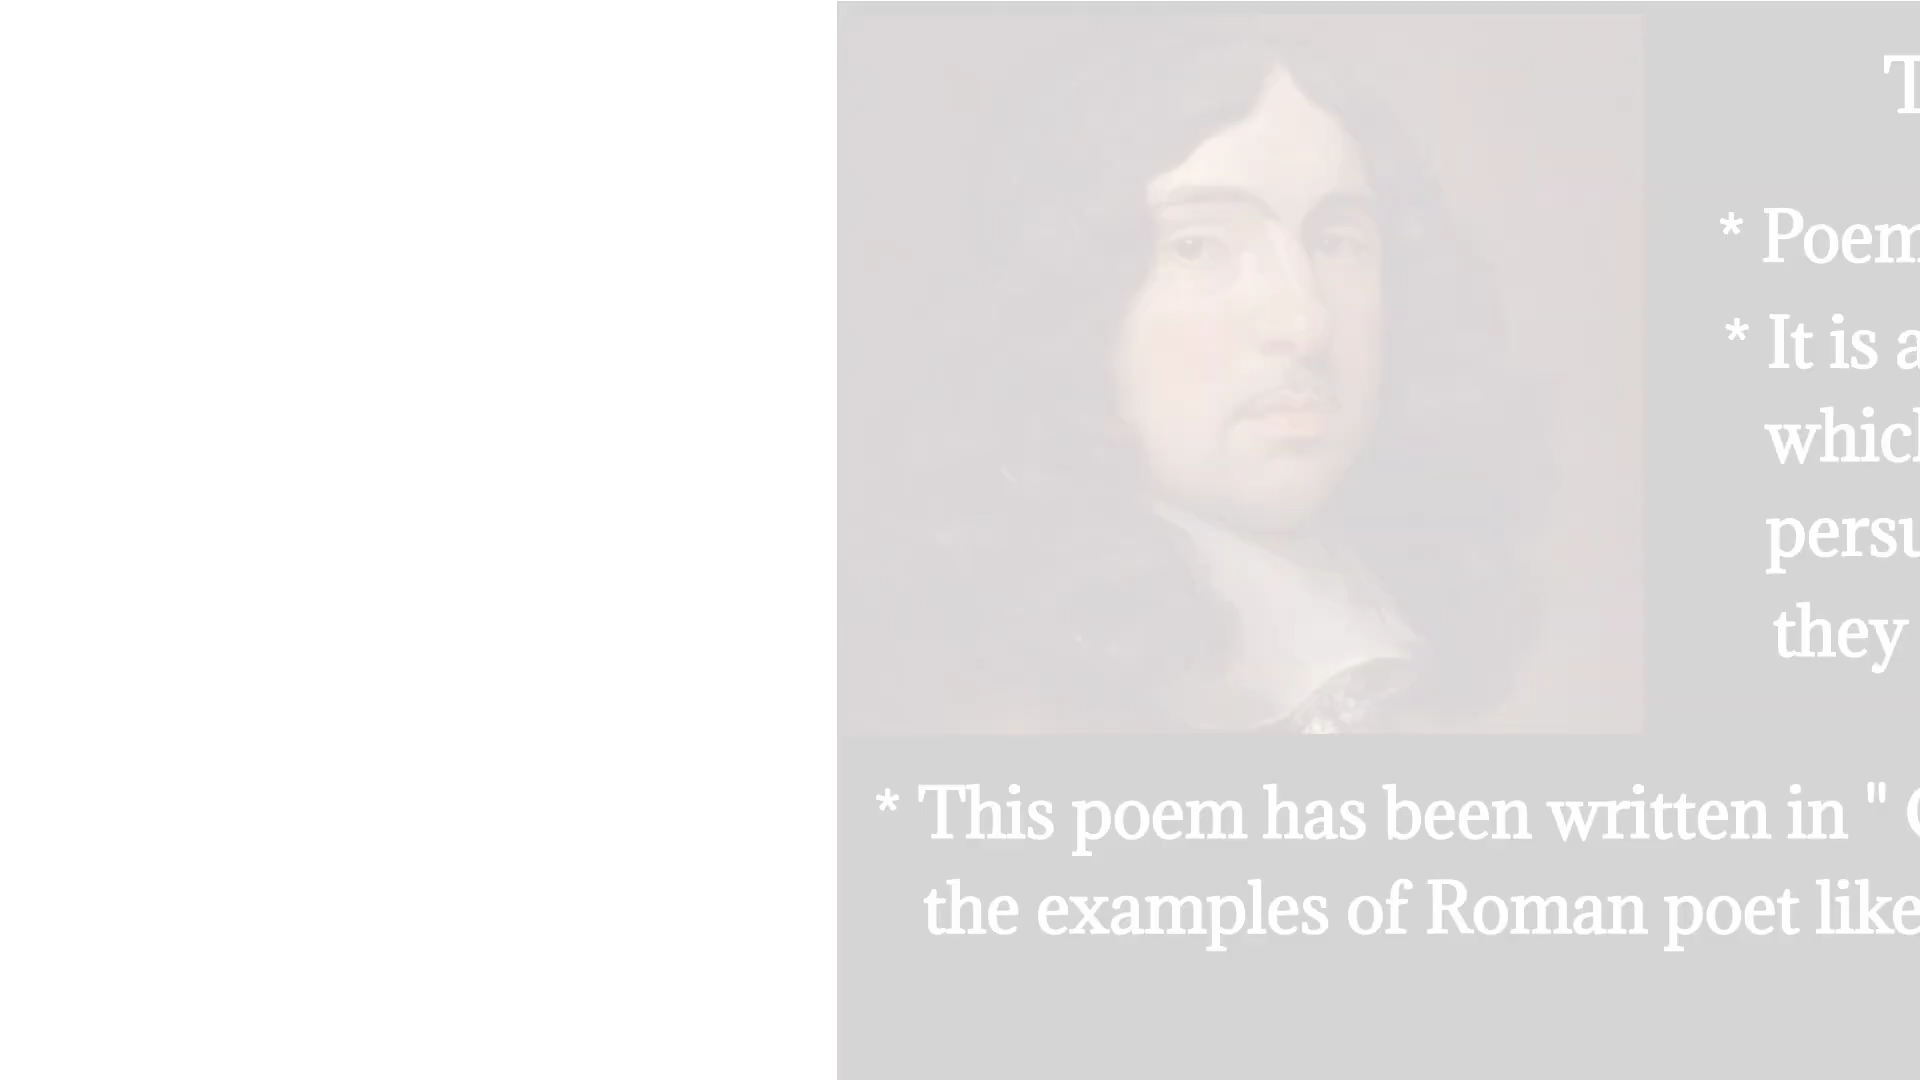 * Poem
* It is a
which
persu
they
* This poem has been written in "
the examples of Roman poet like